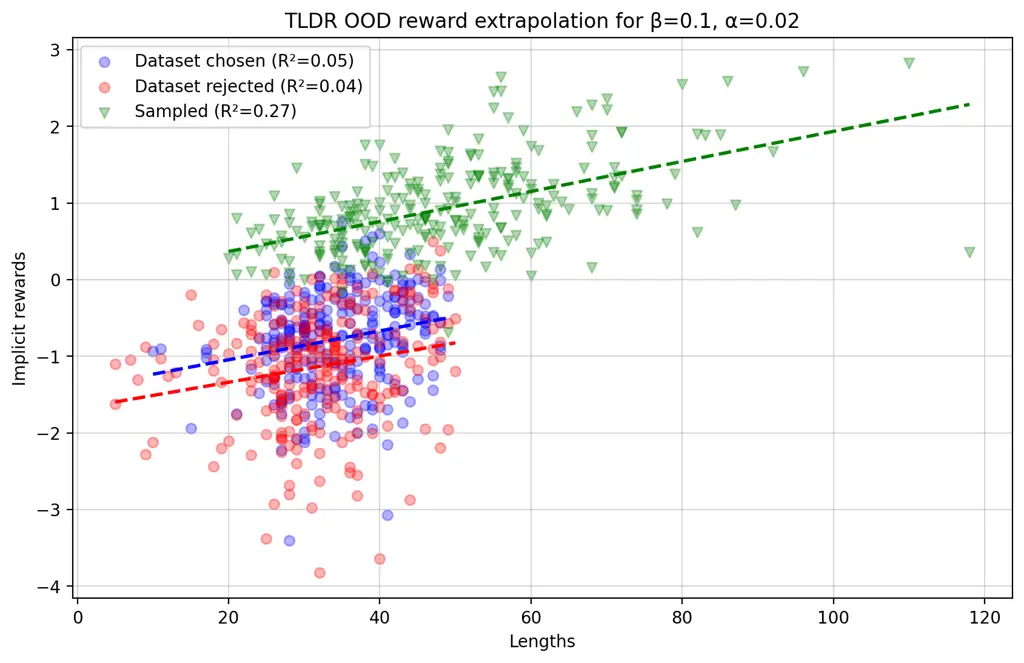 TLDR OOD reward extrapolation for β=0.1, α=0.02
Dataset chosen (R²=0.05)
Dataset rejected (R²=0.04)
Sampled (R²=0.27)
Implicit rewards
3
2
1
0
−1
−2
−3
−4
0 20 40 60 80 100 120
Lengths